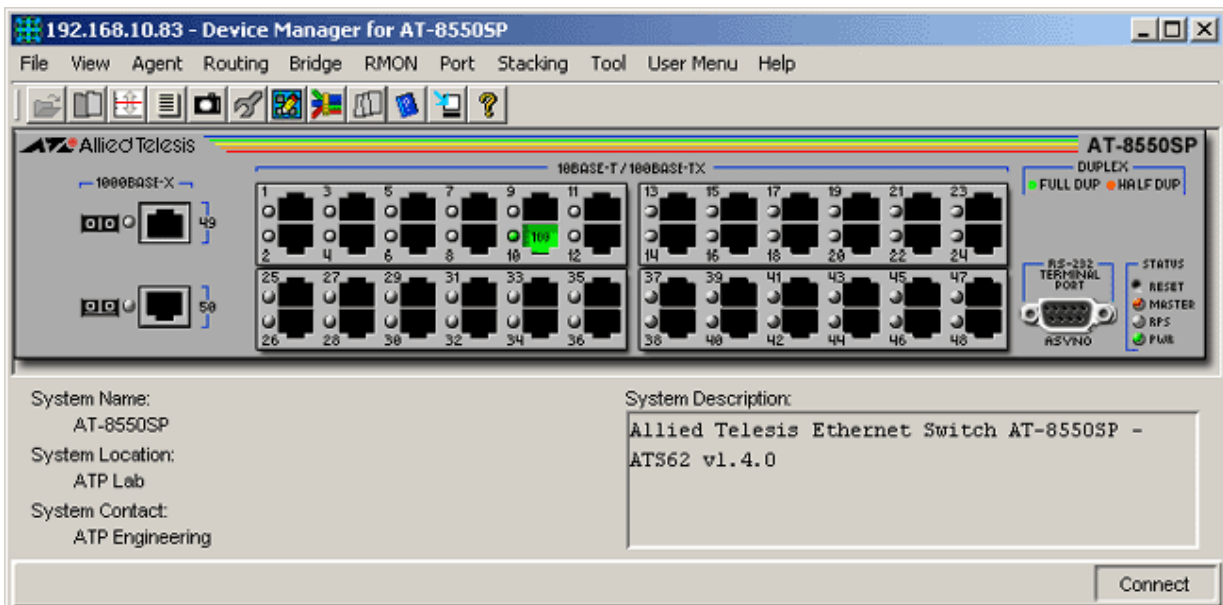 192.168.10.83 - Device Manager for AT-8550SP
File View Agent Routing Bridge RMON Port Stacking Tool User Menu Help
Allied Telesis
AT-8550SP
1000BASE-X
10BASE-T/100BASE-TX
DUPLEX
FULL DUP HALF DUP
1 3 5 7 9 11 13 15 17 19 21 23
49
100
2 4 6 8 10 12 14 16 18 20 22 24
RS-232
TERMINAL
PORT
STATUS
RESET
MASTER
RPS
PWR
25 27 29 31 33 35 37 39 41 43 45 47
50
26 28 30 32 34 36 38 40 42 44 46 48
ASYNO
System Name:
AT-8550SP
System Location:
ATP Lab
System Contact:
ATP Engineering
System Description:
Allied Telesis Ethernet Switch AT-8550SP -
ATS62 v1.4.0
Connect